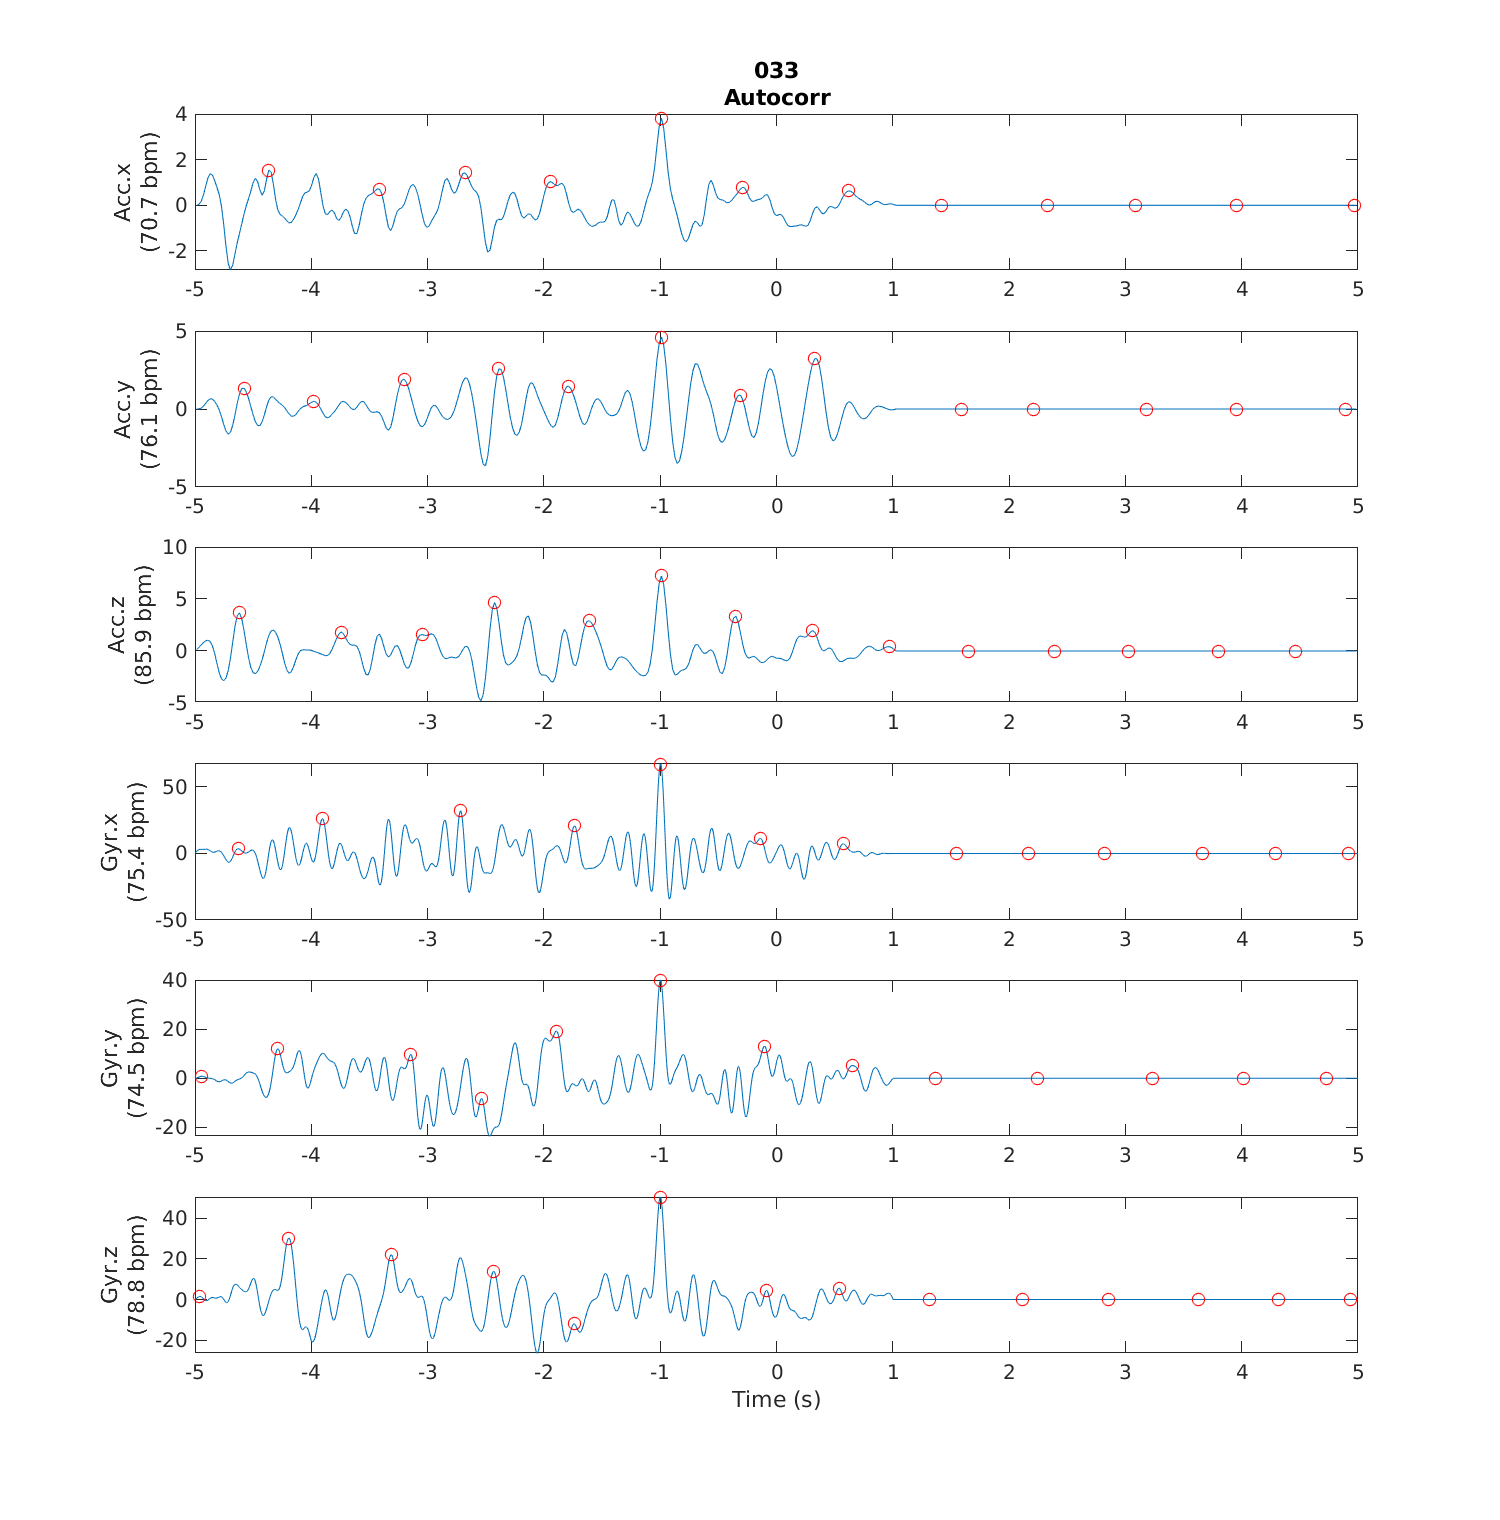 033
Autocorr
Acc.x
(70.7 bpm)
4
2
0
-2
-5 -4 -3 -2 -1 0 1 2 3 4 5
Acc.y
(76.1 bpm)
5
0
-5
-5 -4 -3 -2 -1 0 1 2 3 4 5
Acc.z
(85.9 bpm)
10
5
0
-5
-5 -4 -3 -2 -1 0 1 2 3 4 5
Gyr.x
(75.4 bpm)
50
0
-50
-5 -4 -3 -2 -1 0 1 2 3 4 5
Gyr.y
(74.5 bpm)
40
20
0
-20
-5 -4 -3 -2 -1 0 1 2 3 4 5
Gyr.z
(78.8 bpm)
40
20
0
-20
-5 -4 -3 -2 -1 0 1 2 3 4 5
Time (s)